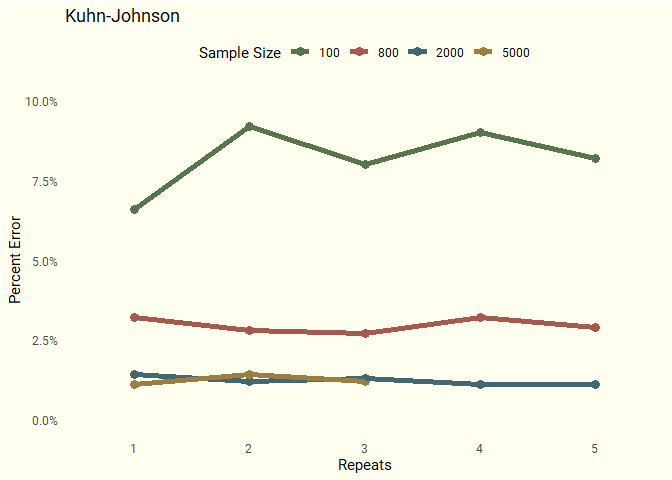 Kuhn-Johnson
Sample Size 100 800 2000 5000
10.0%
7.5%
5.0%
2.5%
0.0%
Percent Error
1 2 3 4 5
Repeats